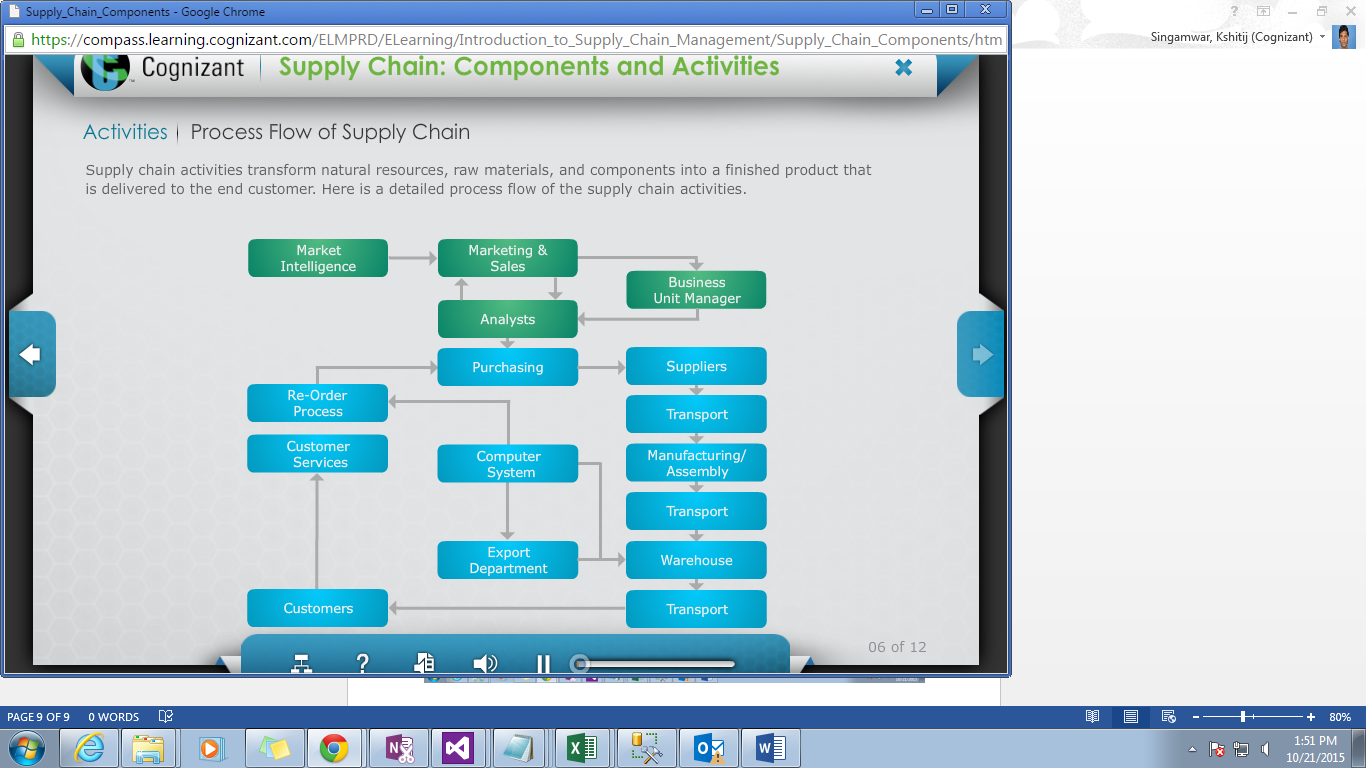 Supply_Chain_Components - Google Chrome
https://compass.learning.cognizant.com/ELMPRD/ELearning/Introduction_to_Supply_Chain_Management/Supply_Chain_Components/htm
Singamwar, Kshitij (Cognizant)
Cognizant
Supply Chain: Components and Activities
Activities | Process Flow of Supply Chain
Supply chain activities transform natural resources, raw materials, and components into a finished product that
is delivered to the end customer. Here is a detailed process flow of the supply chain activities.
Market
Intelligence
Marketing &
Sales
Business
Unit Manager
Analysts
Purchasing
Suppliers
Re-Order
Process
Transport
Customer
Services
Computer
System
Manufacturing/
Assembly
Transport
Export
Department
Warehouse
Customers
Transport
06 of 12
PAGE 9 OF 9
0 WORDS
80%
1:51 PM
10/21/2015